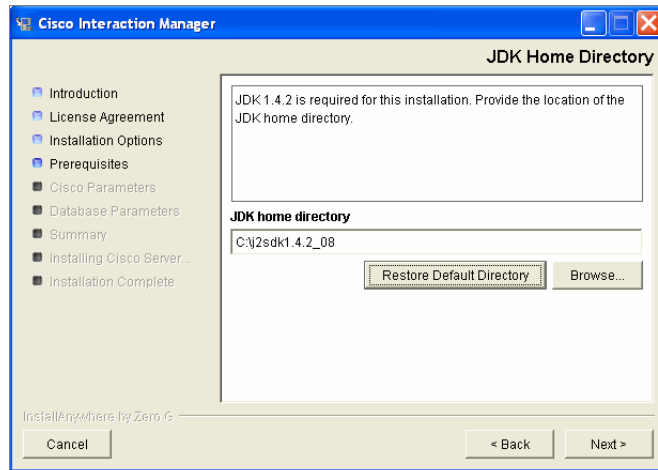 Cisco Interaction Manager
JDK Home Directory
Introduction
License Agreement
Installation Options
Prerequisites
Cisco Parameters
Database Parameters
Summary
Installing Cisco Server...
Installation Complete
JDK 1.4.2 is required for this installation. Provide the location of the
JDK home directory.
JDK home directory
C:\j2sdk1.4.2_08
Restore Default Directory
Browse...
InstallAnywhere by Zero G
Cancel
< Back
Next >